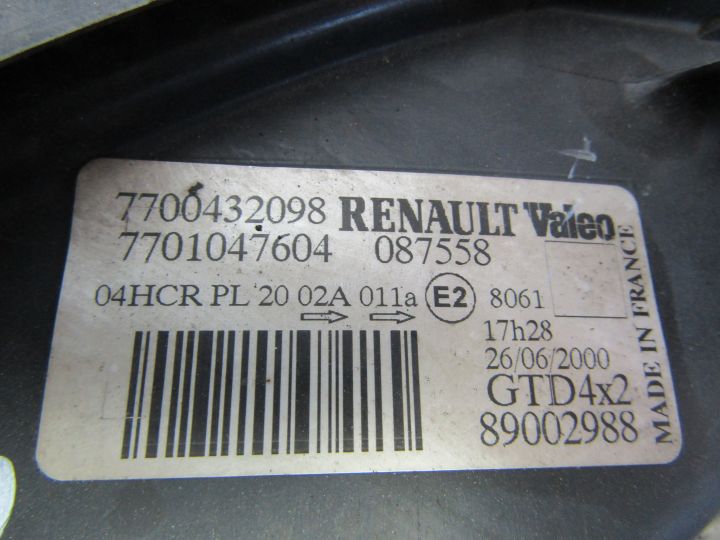 7700432098 RENAULT Valeo
7701047604 087558
04HCR PL 20 02A 011a E2 8061
17h28
26/06/2000
GTD4x2
89002988
MADE IN FRANCE